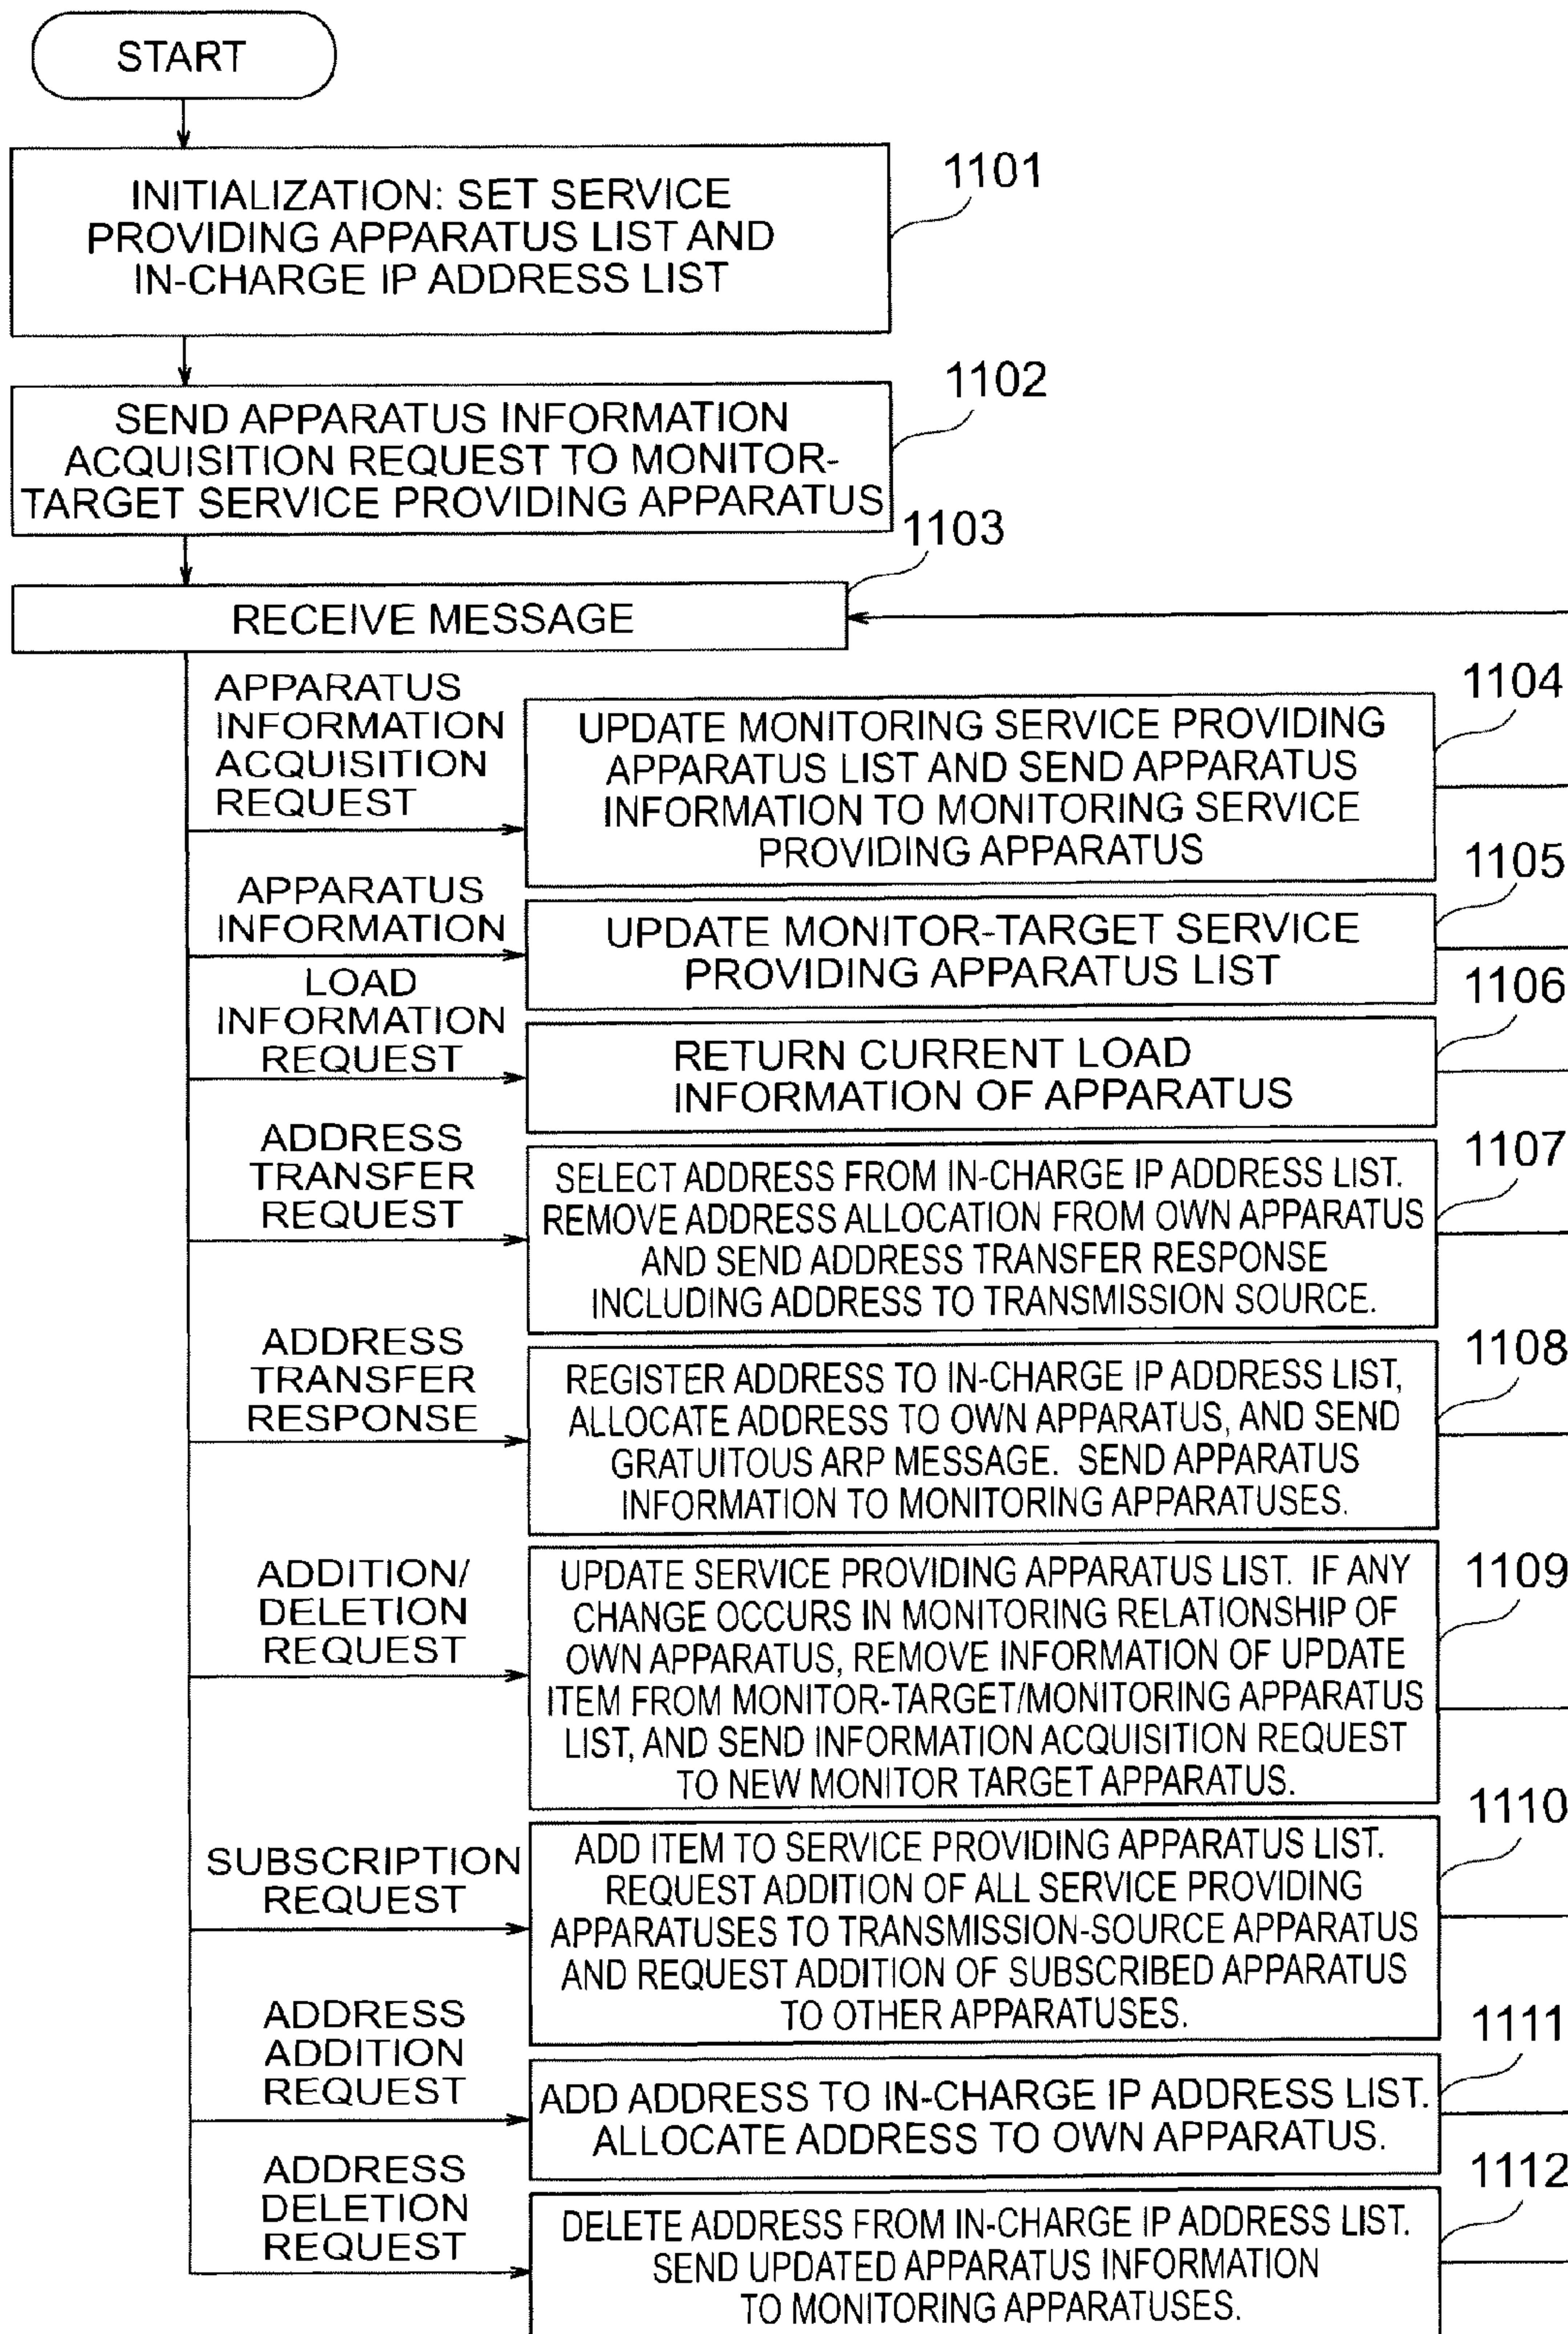 START
INITIALIZATION: SET SERVICE
PROVIDING APPARATUS LIST AND
IN-CHARGE IP ADDRESS LIST
1101
SEND APPARATUS INFORMATION
ACQUISITION REQUEST TO MONITOR-
TARGET SERVICE PROVIDING APPARATUS
1102
RECEIVE MESSAGE
1103
APPARATUS
INFORMATION
ACQUISITION
REQUEST
UPDATE MONITORING SERVICE PROVIDING
APPARATUS LIST AND SEND APPARATUS
INFORMATION TO MONITORING SERVICE
PROVIDING APPARATUS
1104
APPARATUS
INFORMATION
UPDATE MONITOR-TARGET SERVICE
PROVIDING APPARATUS LIST
1105
LOAD
INFORMATION
REQUEST
RETURN CURRENT LOAD
INFORMATION OF APPARATUS
1106
ADDRESS
TRANSFER
REQUEST
SELECT ADDRESS FROM IN-CHARGE IP ADDRESS LIST.
REMOVE ADDRESS ALLOCATION FROM OWN APPARATUS
AND SEND ADDRESS TRANSFER RESPONSE
INCLUDING ADDRESS TO TRANSMISSION SOURCE.
1107
ADDRESS
TRANSFER
RESPONSE
REGISTER ADDRESS TO IN-CHARGE IP ADDRESS LIST,
ALLOCATE ADDRESS TO OWN APPARATUS, AND SEND
GRATUITOUS ARP MESSAGE. SEND APPARATUS
INFORMATION TO MONITORING APPARATUSES.
1108
ADDITION/
DELETION
REQUEST
UPDATE SERVICE PROVIDING APPARATUS LIST. IF ANY
CHANGE OCCURS IN MONITORING RELATIONSHIP OF
OWN APPARATUS, REMOVE INFORMATION OF UPDATE
ITEM FROM MONITOR-TARGET/MONITORING APPARATUS
LIST, AND SEND INFORMATION ACQUISITION REQUEST
TO NEW MONITOR TARGET APPARATUS.
1109
SUBSCRIPTION
REQUEST
ADD ITEM TO SERVICE PROVIDING APPARATUS LIST.
REQUEST ADDITION OF ALL SERVICE PROVIDING
APPARATUSES TO TRANSMISSION-SOURCE APPARATUS
AND REQUEST ADDITION OF SUBSCRIBED APPARATUS
TO OTHER APPARATUSES.
1110
ADDRESS
ADDITION
REQUEST
ADD ADDRESS TO IN-CHARGE IP ADDRESS LIST.
ALLOCATE ADDRESS TO OWN APPARATUS.
1111
ADDRESS
DELETION
REQUEST
DELETE ADDRESS FROM IN-CHARGE IP ADDRESS LIST.
SEND UPDATED APPARATUS INFORMATION
TO MONITORING APPARATUSES.
1112